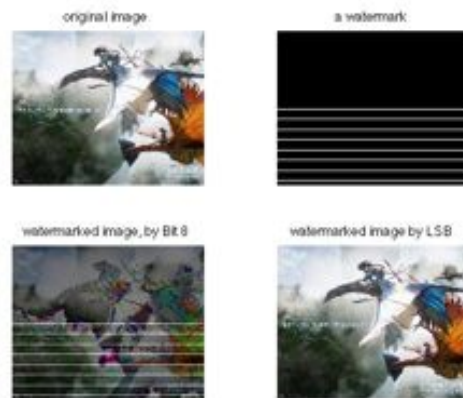 original image
a watermark
watermarked image, by Bit 8
watermarked image by LSB